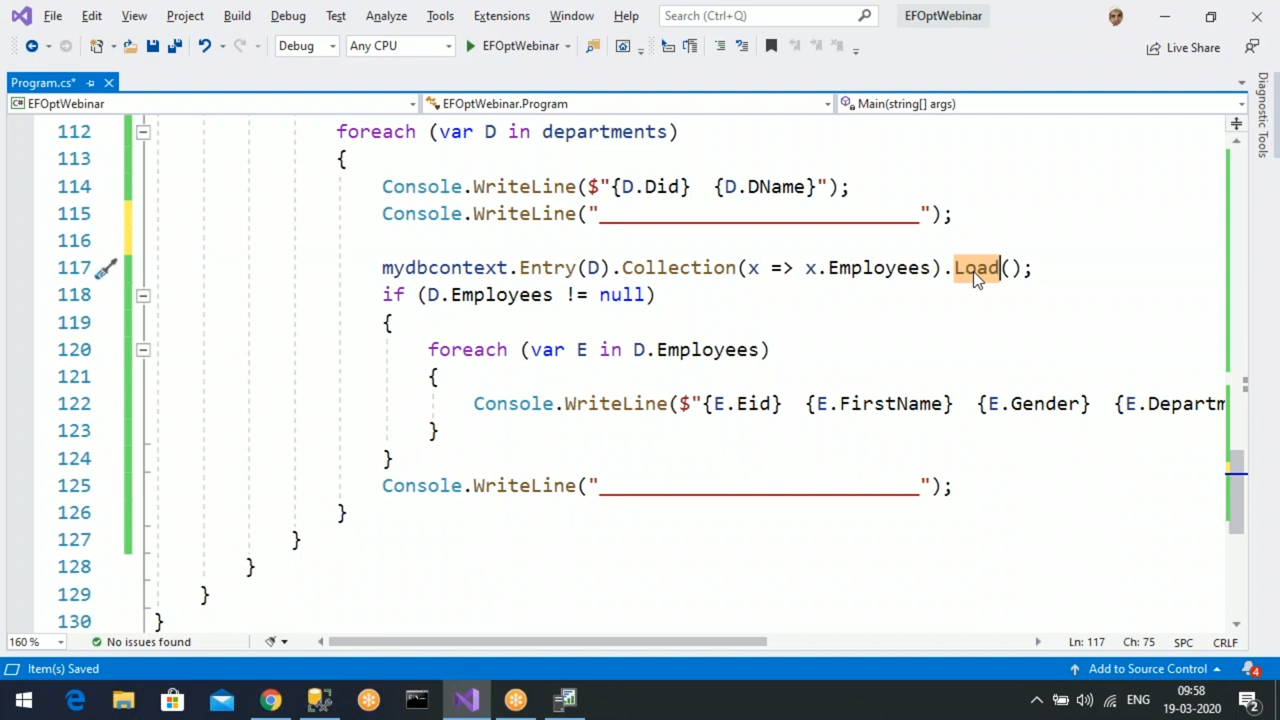 File Edit View Project Build Debug Test Analyze Tools Extensions Window Help Search (Ctrl+Q) EFOptWebinar
Debug Any CPU EFOptWebinar Live Share
Program.cs*
C# EFOptWebinar EFOptWebinar.Program Main(string[] args)
112 foreach (var D in departments)
113 {
114 Console.WriteLine($"{D.Did}  {D.DName}");
115 Console.WriteLine("____________________________");
116
117 mydbcontext.Entry(D).Collection(x => x.Employees).Load();
118 if (D.Employees != null)
119 {
120 foreach (var E in D.Employees)
121 {
122 Console.WriteLine($"{E.Eid}  {E.FirstName}  {E.Gender}  {E.Departm
123 }
124 }
125 Console.WriteLine("____________________________");
126 }
127 }
128 }
129 }
130 }
Diagnostic Tools
160 % No issues found Ln: 117 Ch: 75 SPC CRLF
Item(s) Saved Add to Source Control 4
ENG 09:58
19-03-2020 2